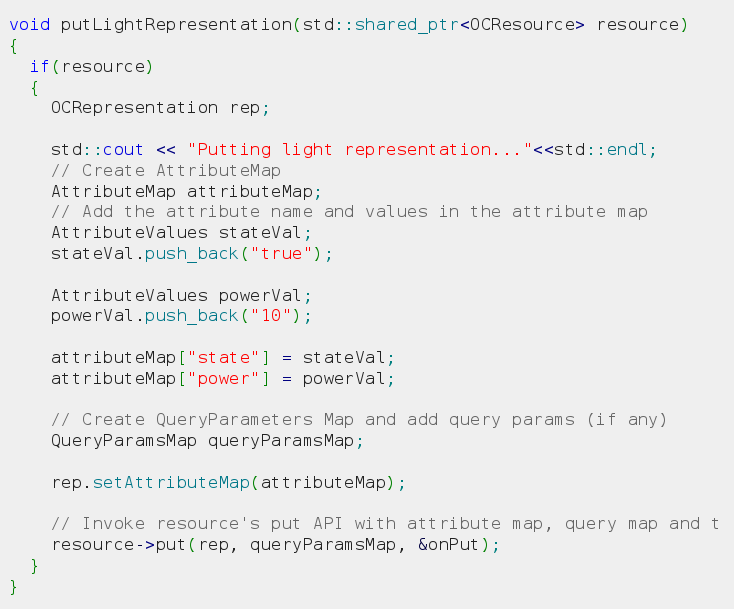 void putLightRepresentation(std::shared_ptr<OCResource> resource)
{
  if(resource)
  {
    OCRepresentation rep;

    std::cout << "Putting light representation..."<<std::endl;
    // Create AttributeMap
    AttributeMap attributeMap;
    // Add the attribute name and values in the attribute map
    AttributeValues stateVal;
    stateVal.push_back("true");

    AttributeValues powerVal;
    powerVal.push_back("10");

    attributeMap["state"] = stateVal;
    attributeMap["power"] = powerVal;

    // Create QueryParameters Map and add query params (if any)
    QueryParamsMap queryParamsMap;

    rep.setAttributeMap(attributeMap);

    // Invoke resource's put API with attribute map, query map and t
    resource->put(rep, queryParamsMap, &onPut);
  }
}